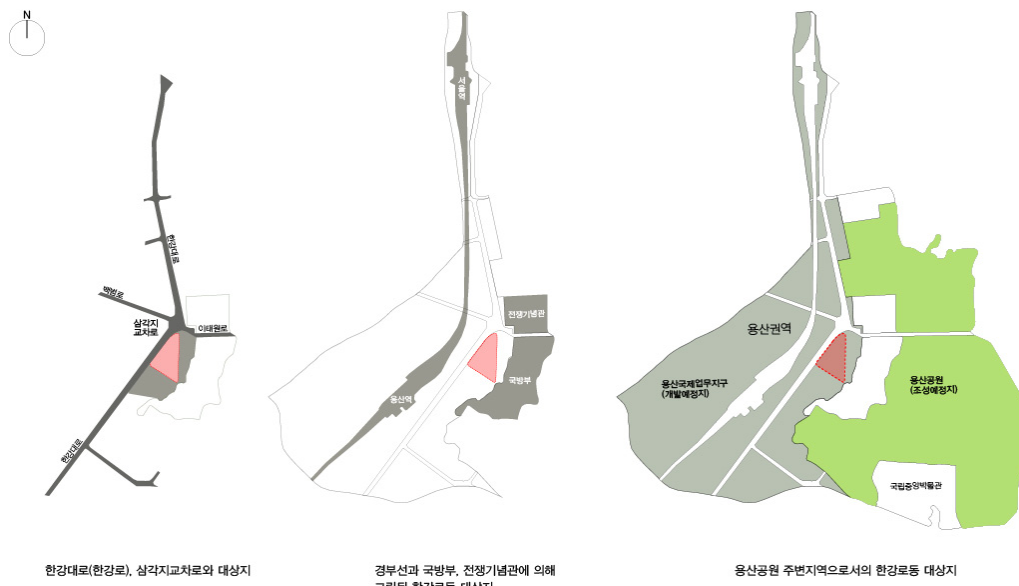 N
한강대로
백범로
삼각지
교차로
이태원로
한강대로
한강대로(한강로), 삼각지교차로와 대상지
서울역
전쟁기념관
국방부
용산역
경부선과 국방부, 전쟁기념관에 의해
용산권역
용산국제업무지구
(개발예정지)
용산공원
(조성예정지)
국립중앙박물관
용산공원 주변지역으로서의 한강로동 대상지